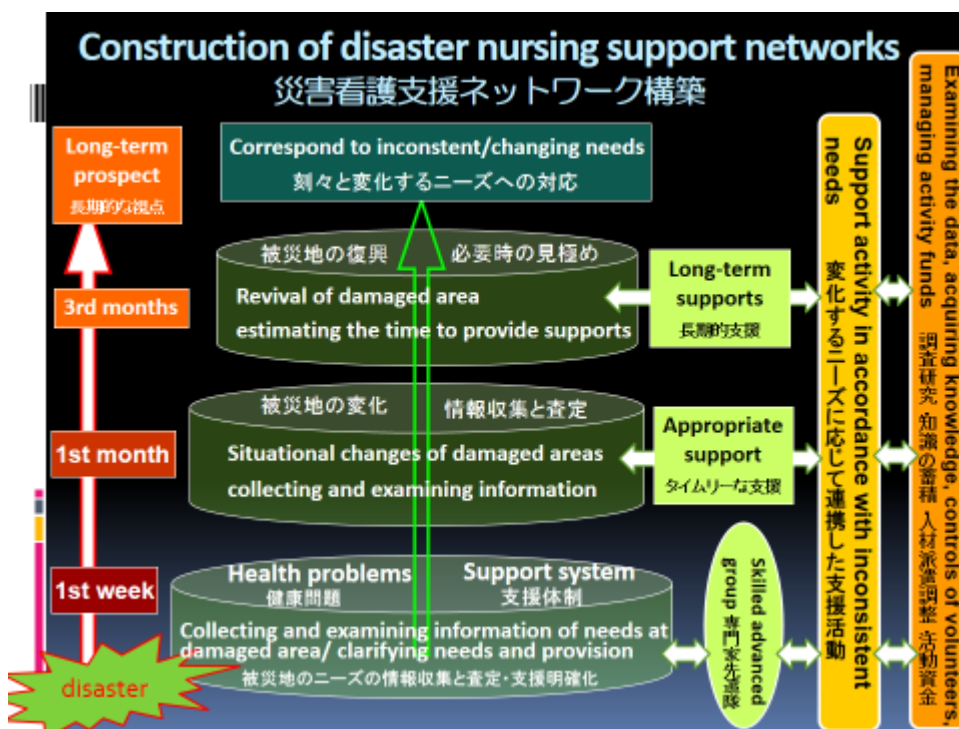 Construction of disaster nursing support networks
災害看護支援ネットワーク構築
Long-term
prospect
長期的な視点
Correspond to inconstent/changing needs
刻々と変化するニーズへの対応
3rd months
被災地の復興 必要時の見極め
Revival of damaged area
estimating the time to provide supports
Long-term
supports
長期的支援
1st month
被災地の変化 情報収集と査定
Situational changes of damaged areas
collecting and examining information
Appropriate
support
タイムリーな支援
1st week
Health problems Support system
健康問題 支援体制
Collecting and examining information of needs at
damaged area/ clarifying needs and provision
被災地のニーズの情報収集と査定・支援明確化
Skilled advanced
group 専門家先遣隊
disaster
Support activity in accordance with inconsistent
needs 変化するニーズに応じて連携した支援活動
Examining the data, acquiring knowledge, controls of volunteers,
managing activity funds 調査研究・知識の蓄積 人材派遣調整 活動資金